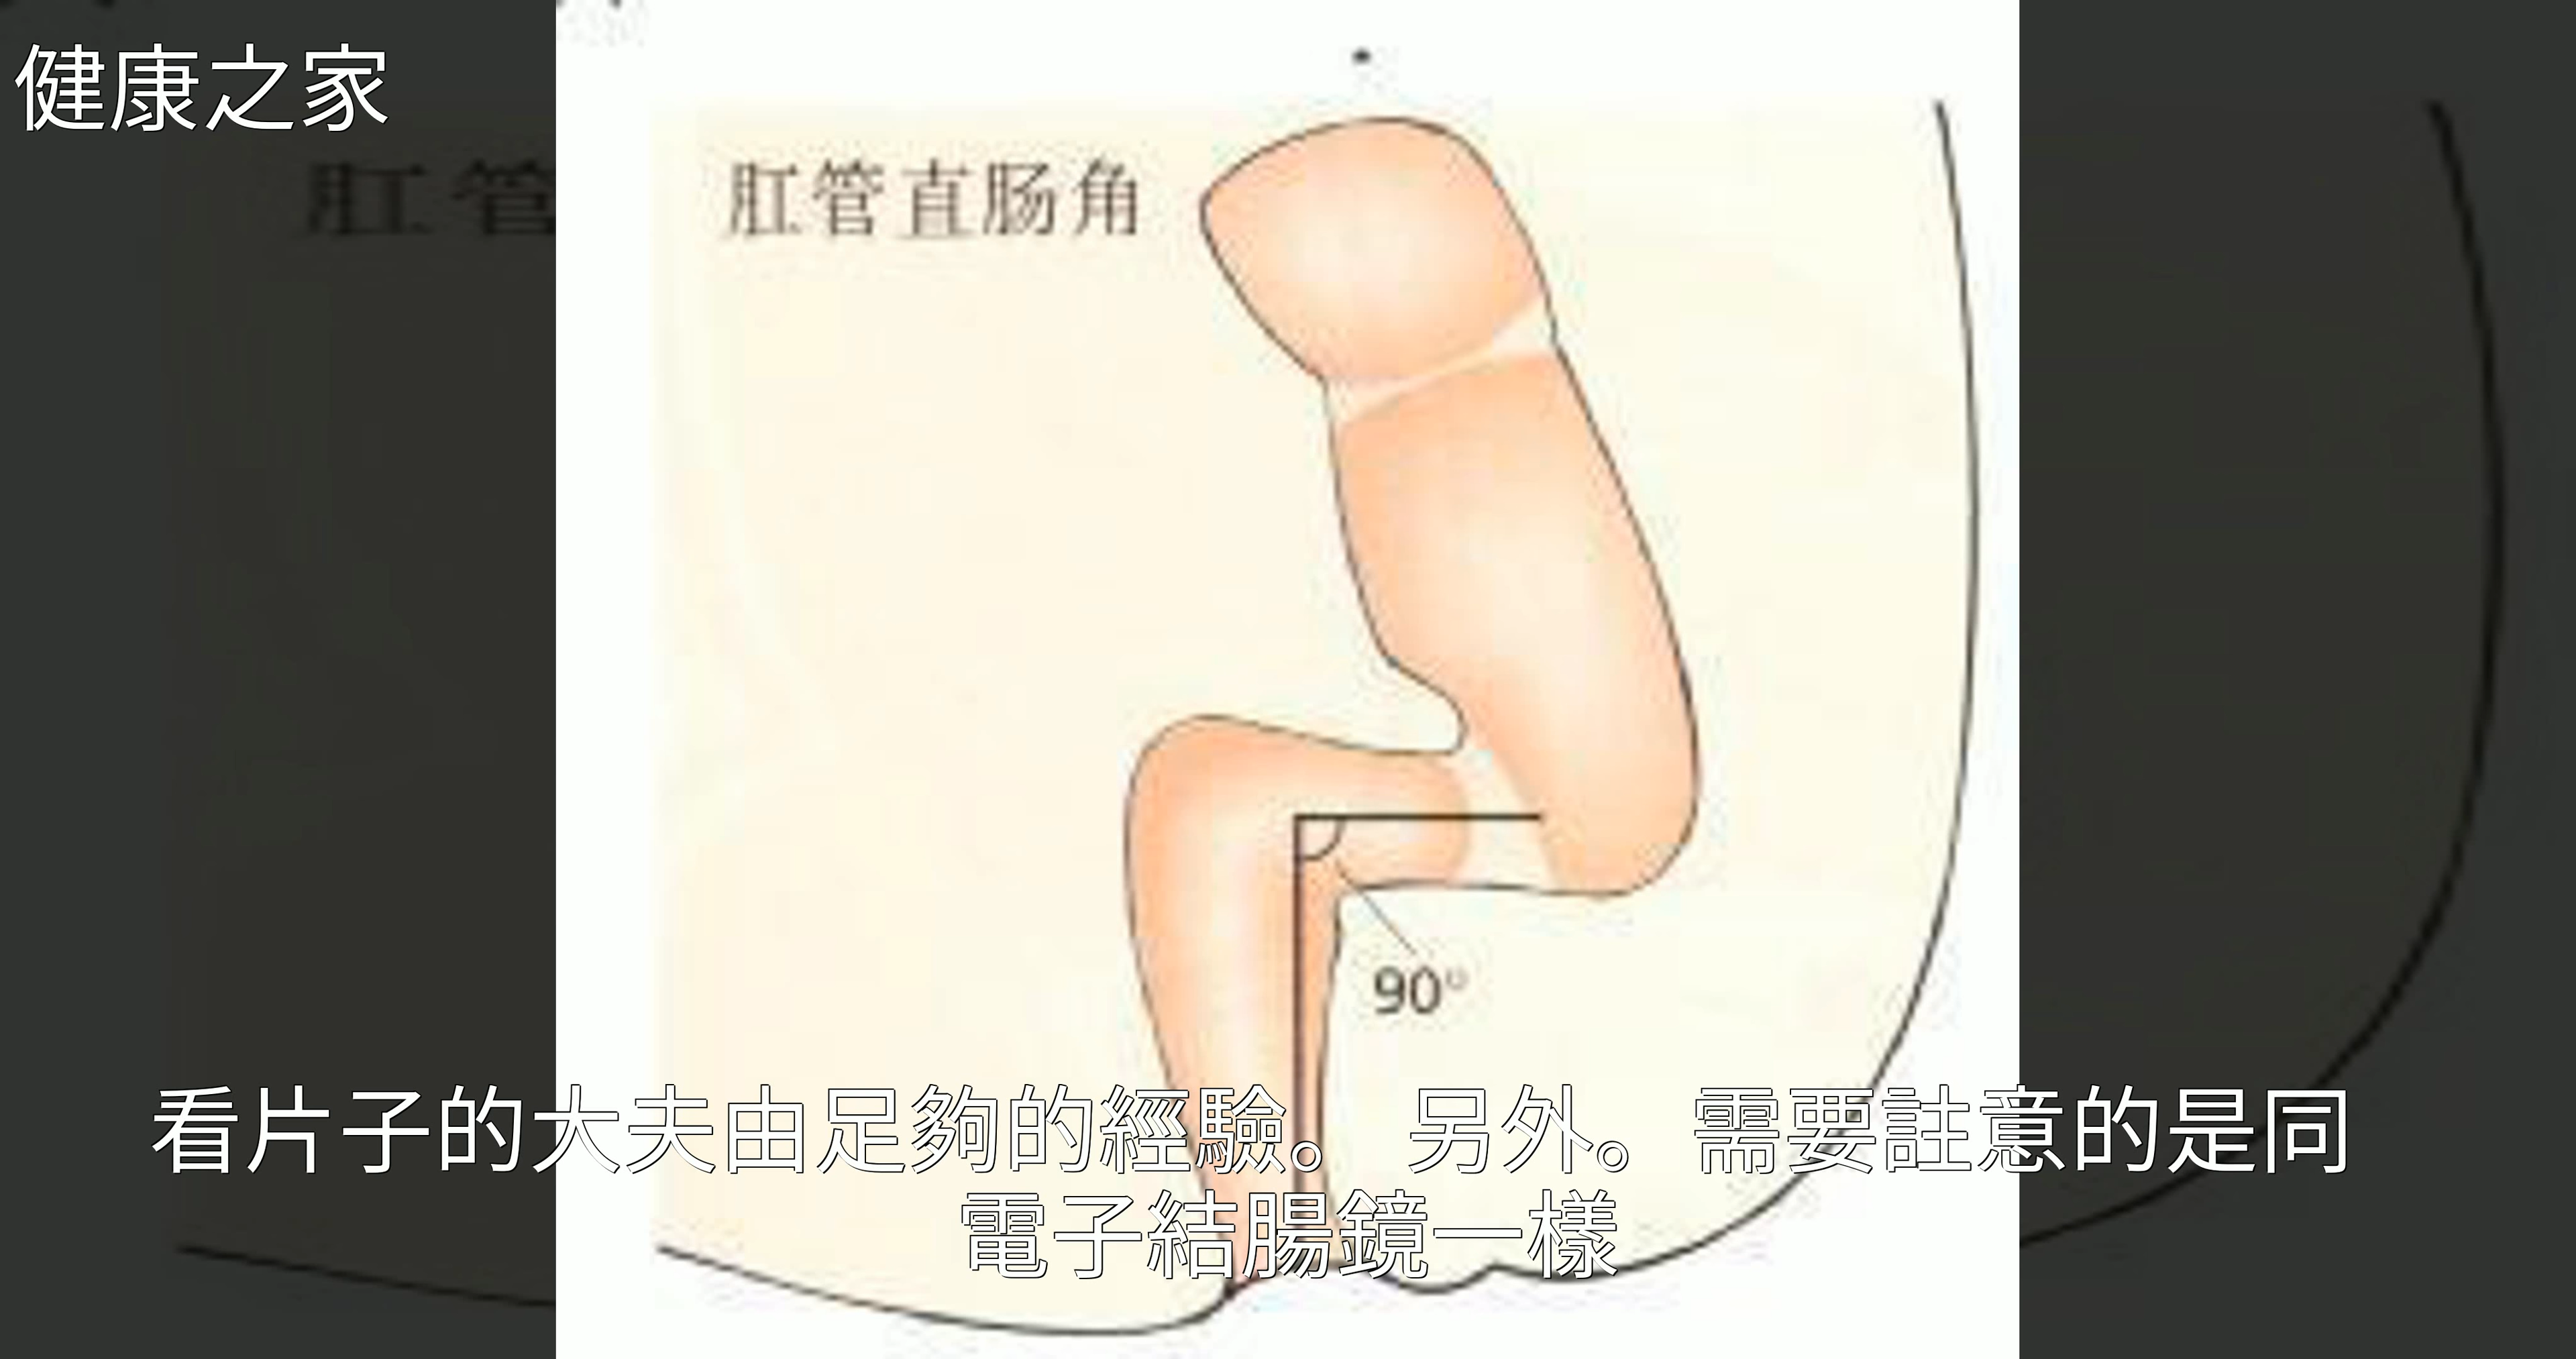 健康之家
肛管
肛管直肠角
90°
看片子的大夫由足夠的經驗。 另外。 需要註意的是同
電子結腸鏡一樣